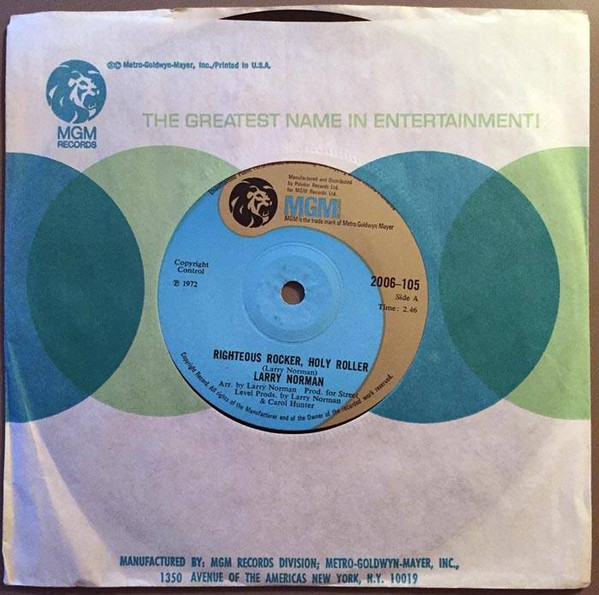 ©Ⓟ Metro-Goldwyn-Mayer, Inc./Printed in U.S.A.
MGM
RECORDS
THE GREATEST NAME IN ENTERTAINMENT!
Manufactured and Distributed
by Polydor Records Ltd.
for MGM Records Ltd.
MGM
MGM is the trade mark of Metro-Goldwyn Mayer
Copyright
Control
Ⓟ 1972
2006-105
Side A
Time: 2.46
RIGHTEOUS ROCKER, HOLY ROLLER
(Larry Norman)
LARRY NORMAN
Arr. by Larry Norman Prod. for Street
Level Prods. by Larry Norman
& Carol Hunter
Copyright Record. All rights of the Manufacturer and of the Owner of the recorded work reserved.
MANUFACTURED BY: MGM RECORDS DIVISION; METRO-GOLDWYN-MAYER, INC.,
1350 AVENUE OF THE AMERICAS NEW YORK, N.Y. 10019